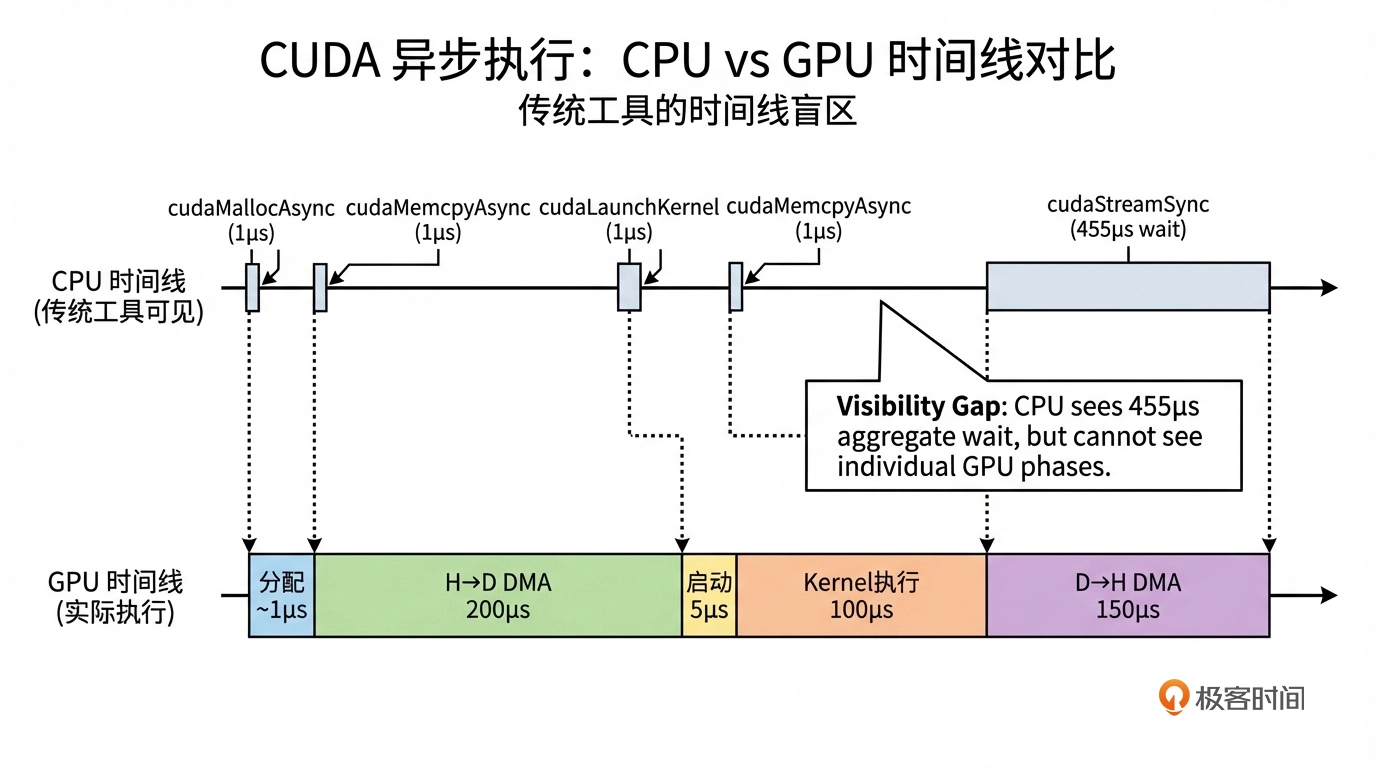 CUDA 异步执行：CPU vs GPU 时间线对比
传统工具的时间线盲区
cudaMallocAsync cudaMemcpyAsync cudaLaunchKernel cudaMemcpyAsync cudaStreamSync
(1μs) (1μs) (1μs) (1μs) (455μs wait)
CPU 时间线
(传统工具可见)
Visibility Gap: CPU sees 455μs
aggregate wait, but cannot see
individual GPU phases.
GPU 时间线
(实际执行)
分配
~1μs
H→D DMA
200μs
启动
5μs
Kernel执行
100μs
D→H DMA
150μs
极客时间